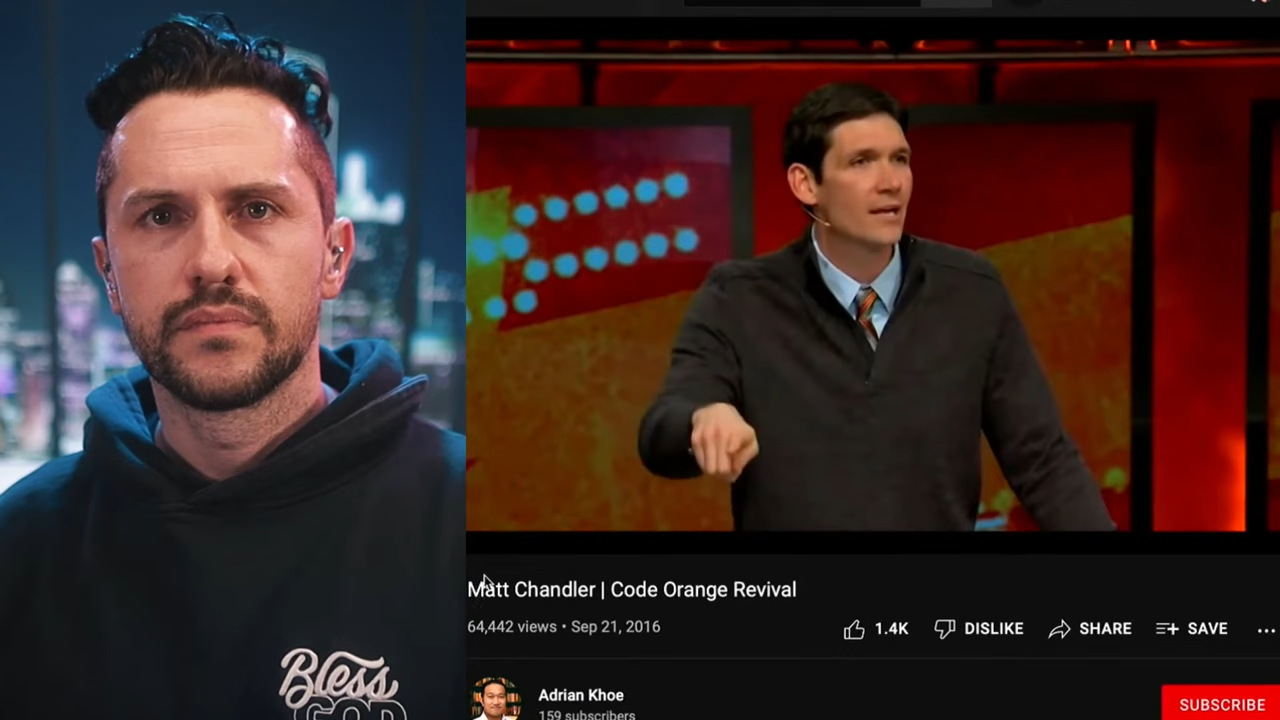 Bless
GOD
Matt Chandler | Code Orange Revival
64,442 views • Sep 21, 2016
1.4K
DISLIKE
SHARE
SAVE
Adrian Khoe
159 subscribers
SUBSCRIBE